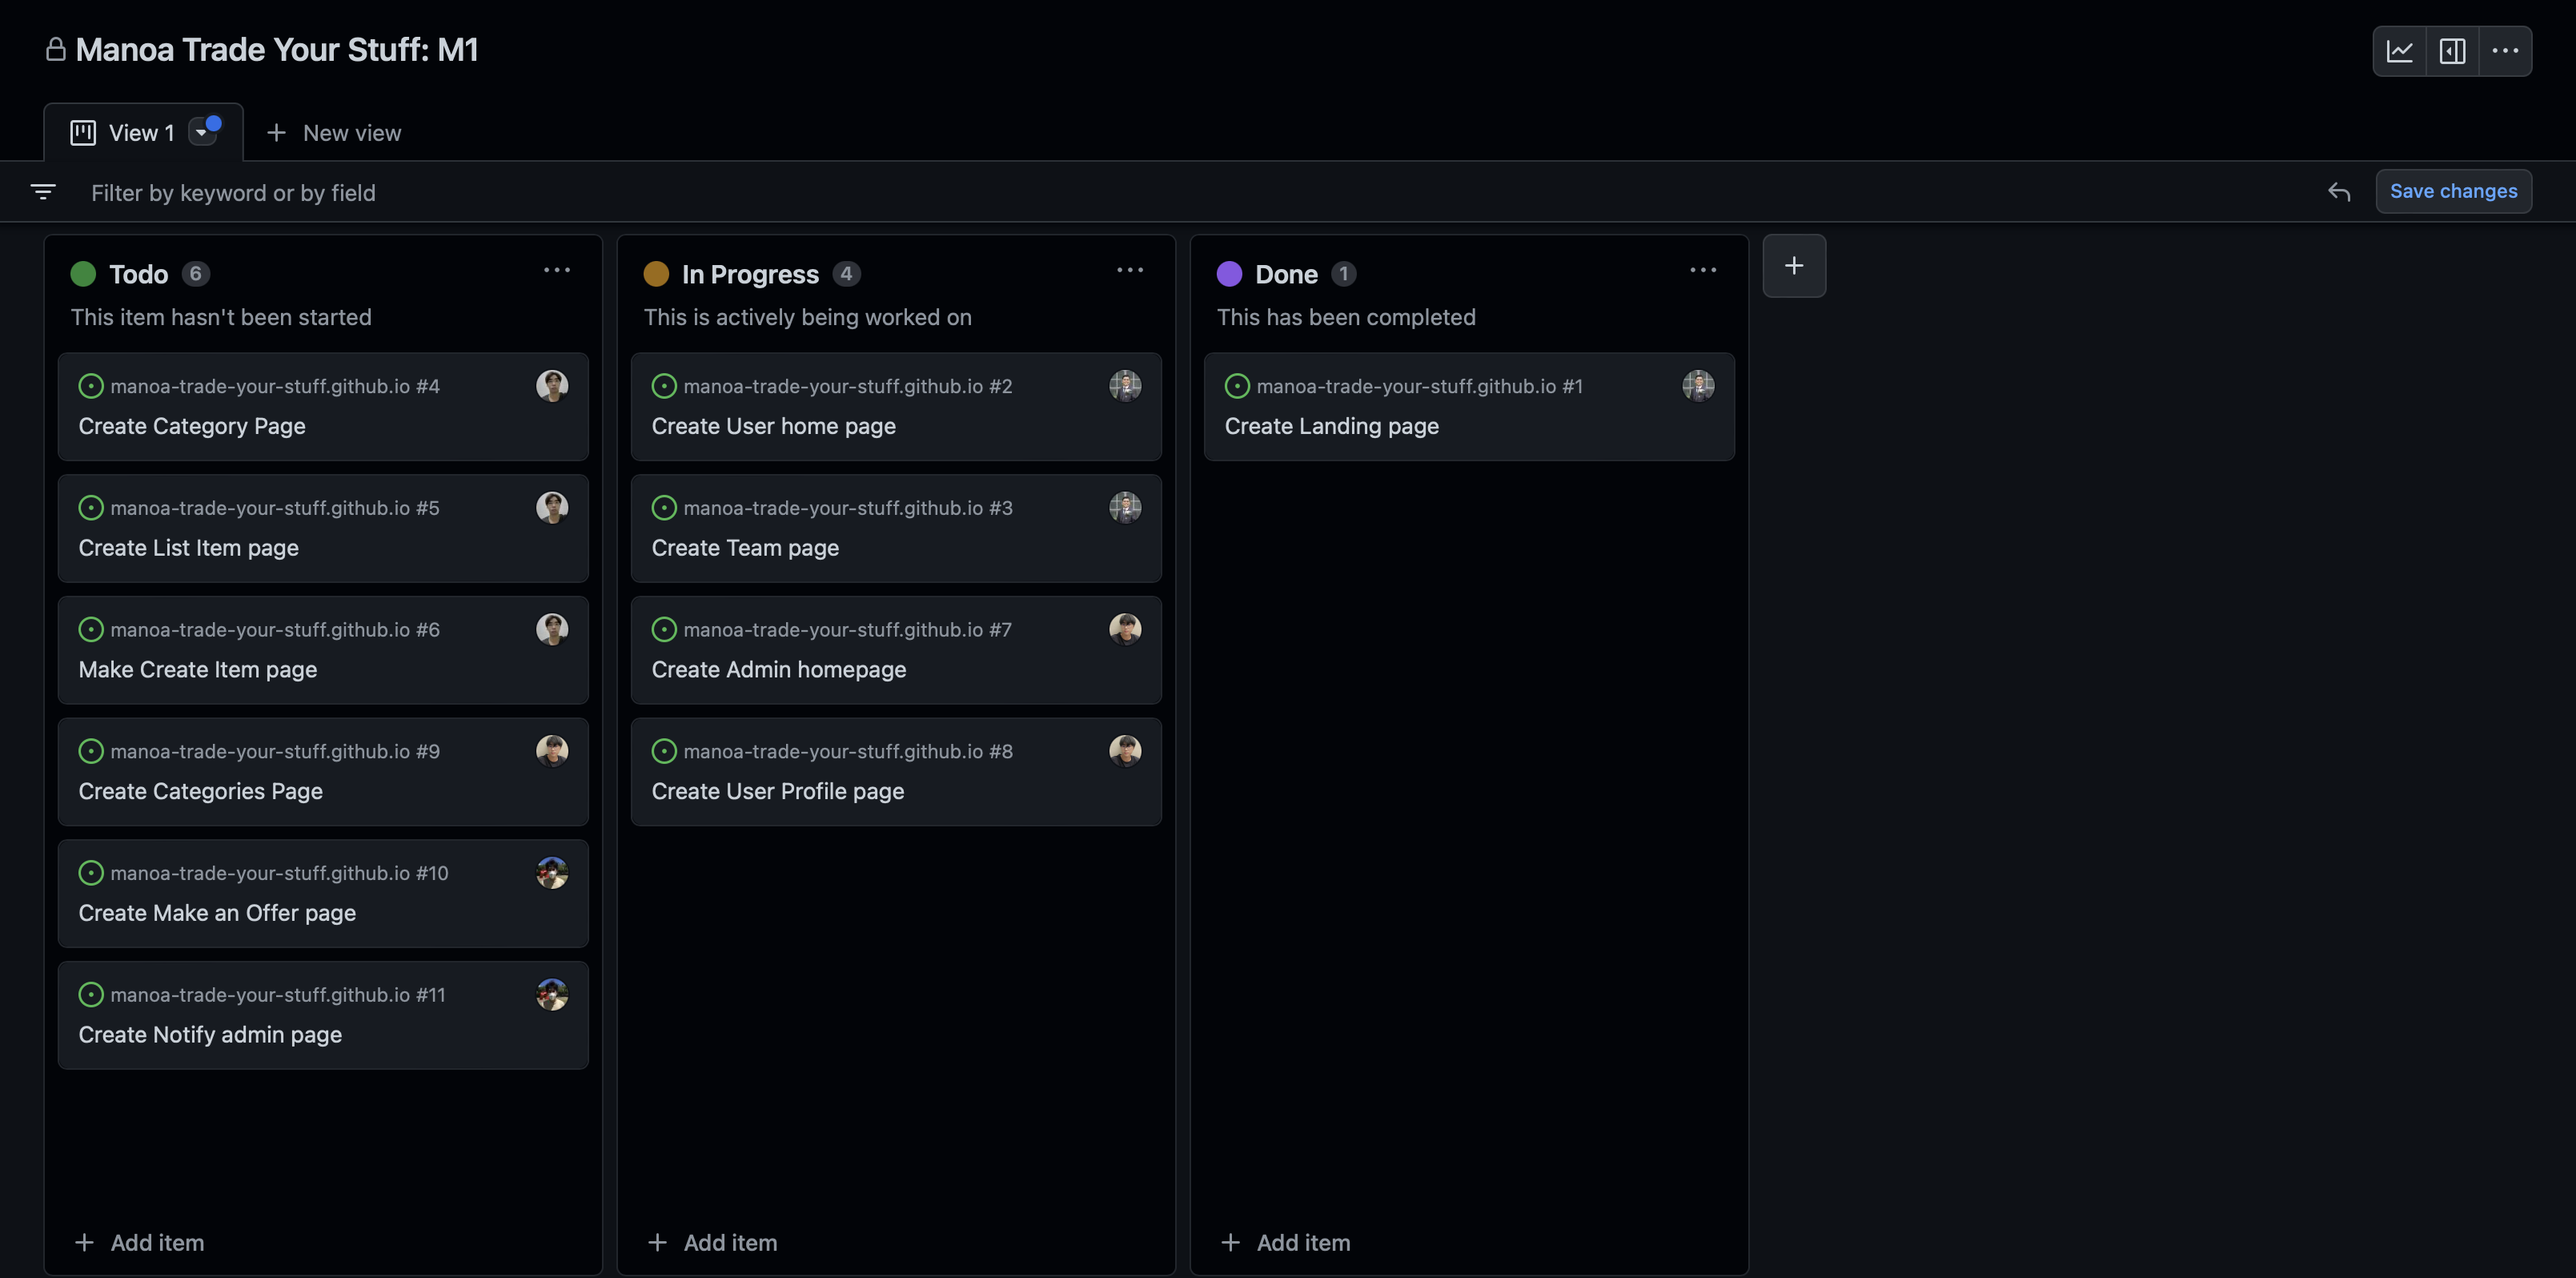 Manoa Trade Your Stuff: M1
View 1
New view
Filter by keyword or by field
Save changes
Todo 6
This item hasn't been started
manoa-trade-your-stuff.github.io #4
Create Category Page
manoa-trade-your-stuff.github.io #5
Create List Item page
manoa-trade-your-stuff.github.io #6
Make Create Item page
manoa-trade-your-stuff.github.io #9
Create Categories Page
manoa-trade-your-stuff.github.io #10
Create Make an Offer page
manoa-trade-your-stuff.github.io #11
Create Notify admin page
Add item
In Progress 4
This is actively being worked on
manoa-trade-your-stuff.github.io #2
Create User home page
manoa-trade-your-stuff.github.io #3
Create Team page
manoa-trade-your-stuff.github.io #7
Create Admin homepage
manoa-trade-your-stuff.github.io #8
Create User Profile page
Add item
Done 1
This has been completed
manoa-trade-your-stuff.github.io #1
Create Landing page
Add item